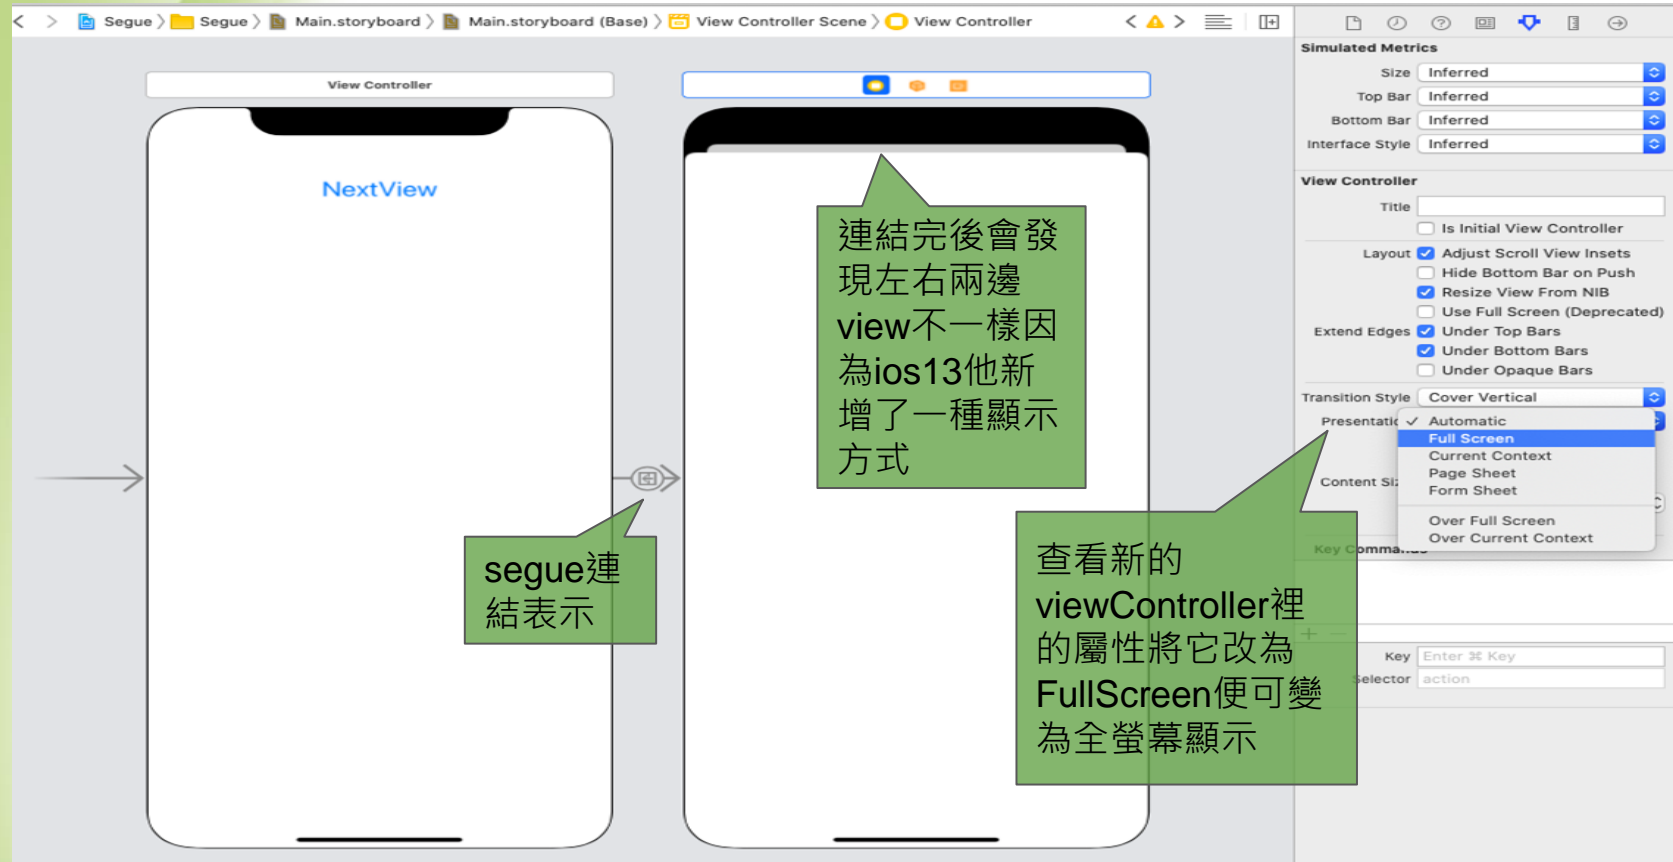 Segue 〉 Segue 〉 Main.storyboard 〉 Main.storyboard (Base) 〉 View Controller Scene 〉 View Controller
View Controller
NextView
連結完後會發
現左右兩邊
view不一樣因
為ios13他新
增了一種顯示
方式
segue連
結表示
查看新的
viewController裡
的屬性將它改為
FullScreen便可變
為全螢幕顯示
Simulated Metrics
Size Inferred
Top Bar Inferred
Bottom Bar Inferred
Interface Style Inferred
View Controller
Title
Is Initial View Controller
Layout Adjust Scroll View Insets
Hide Bottom Bar on Push
Resize View From NIB
Use Full Screen (Deprecated)
Extend Edges Under Top Bars
Under Bottom Bars
Under Opaque Bars
Transition Style Cover Vertical
Automatic
Full Screen
Current Context
Page Sheet
Content Form Sheet
Over Full Screen
Over Current Context
Key
Key Enter ⌘ Key
Selector action